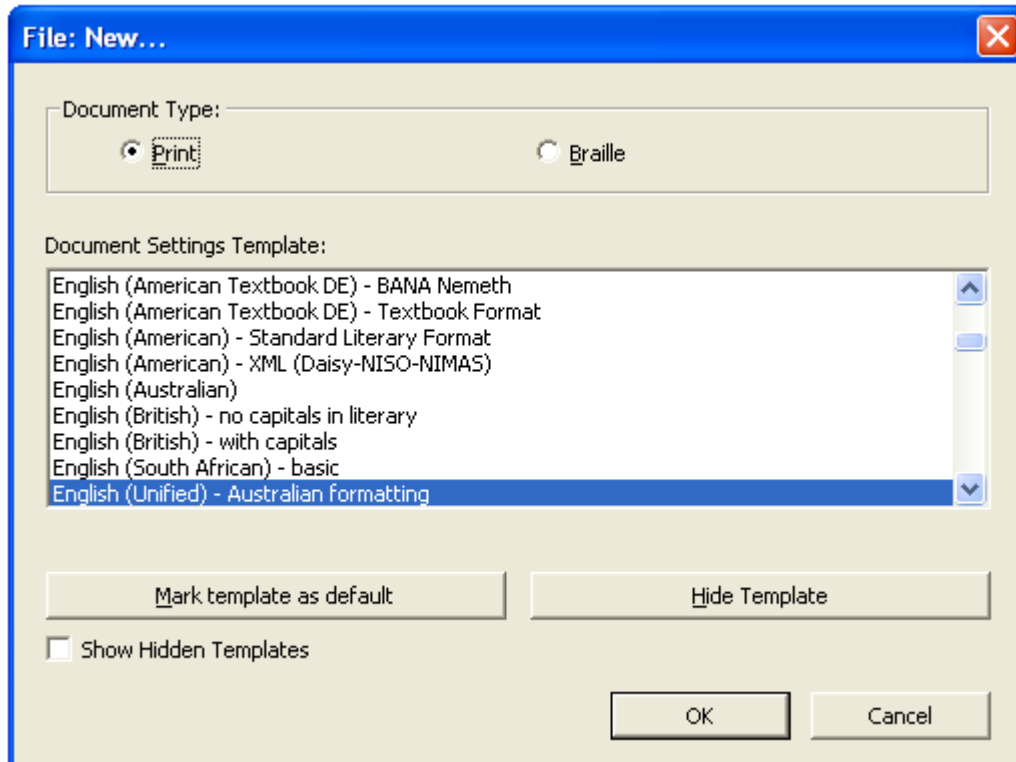 File: New...
Document Type:
Print Braille
Document Settings Template:
English (American Textbook DE) - BANA Nemeth
English (American Textbook DE) - Textbook Format
English (American) - Standard Literary Format
English (American) - XML (Daisy-NISO-NIMAS)
English (Australian)
English (British) - no capitals in literary
English (British) - with capitals
English (South African) - basic
English (Unified) - Australian formatting
Mark template as default Hide Template
Show Hidden Templates
OK Cancel